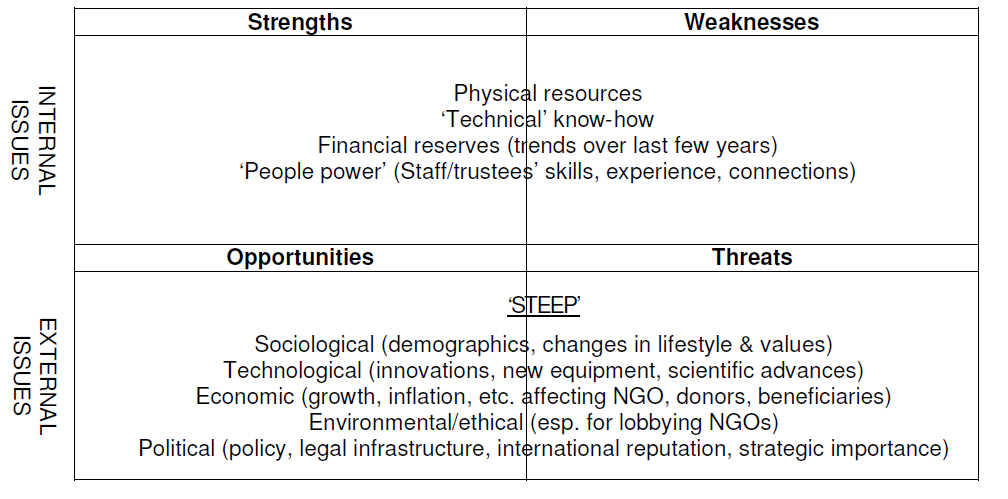 Strengths
Weaknesses
INTERNAL
ISSUES
Physical resources
‘Technical’ know-how
Financial reserves (trends over last few years)
‘People power’ (Staff/trustees’ skills, experience, connections)
Opportunities
Threats
EXTERNAL
ISSUES
‘STEEP’
Sociological (demographics, changes in lifestyle & values)
Technological (innovations, new equipment, scientific advances)
Economic (growth, inflation, etc. affecting NGO, donors, beneficiaries)
Environmental/ethical (esp. for lobbying NGOs)
Political (policy, legal infrastructure, international reputation, strategic importance)